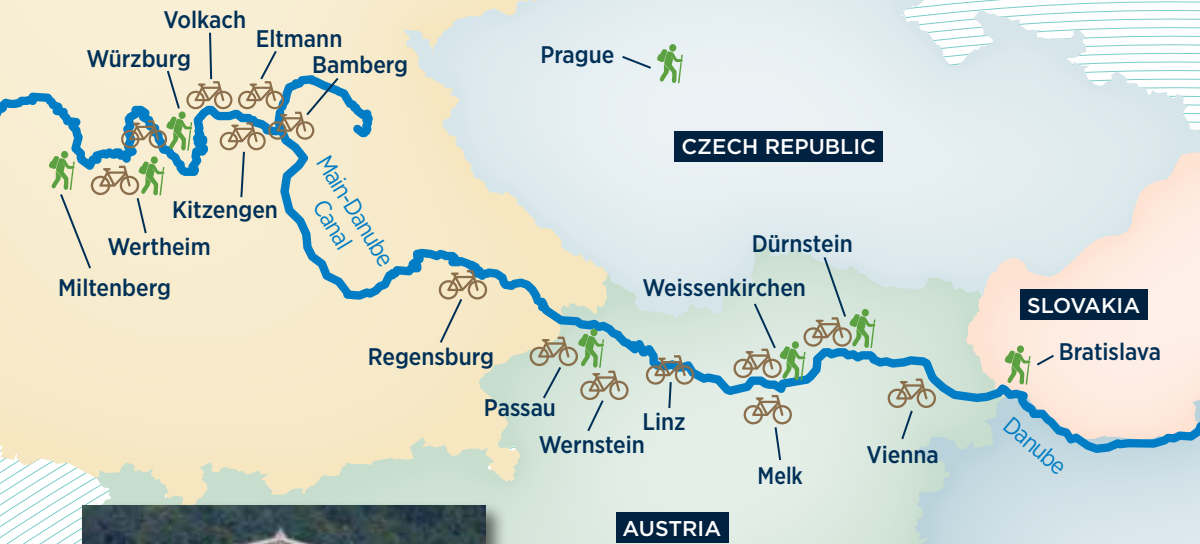 Volkach
Eltmann
Würzburg
Bamberg
Prague
CZECH REPUBLIC
Main-Danube
Canal
Kitzengen
Wertheim
Miltenberg
Dürnstein
Weissenkirchen
SLOVAKIA
Bratislava
Regensburg
Passau
Linz
Wernstein
Vienna
Danube
Melk
AUSTRIA